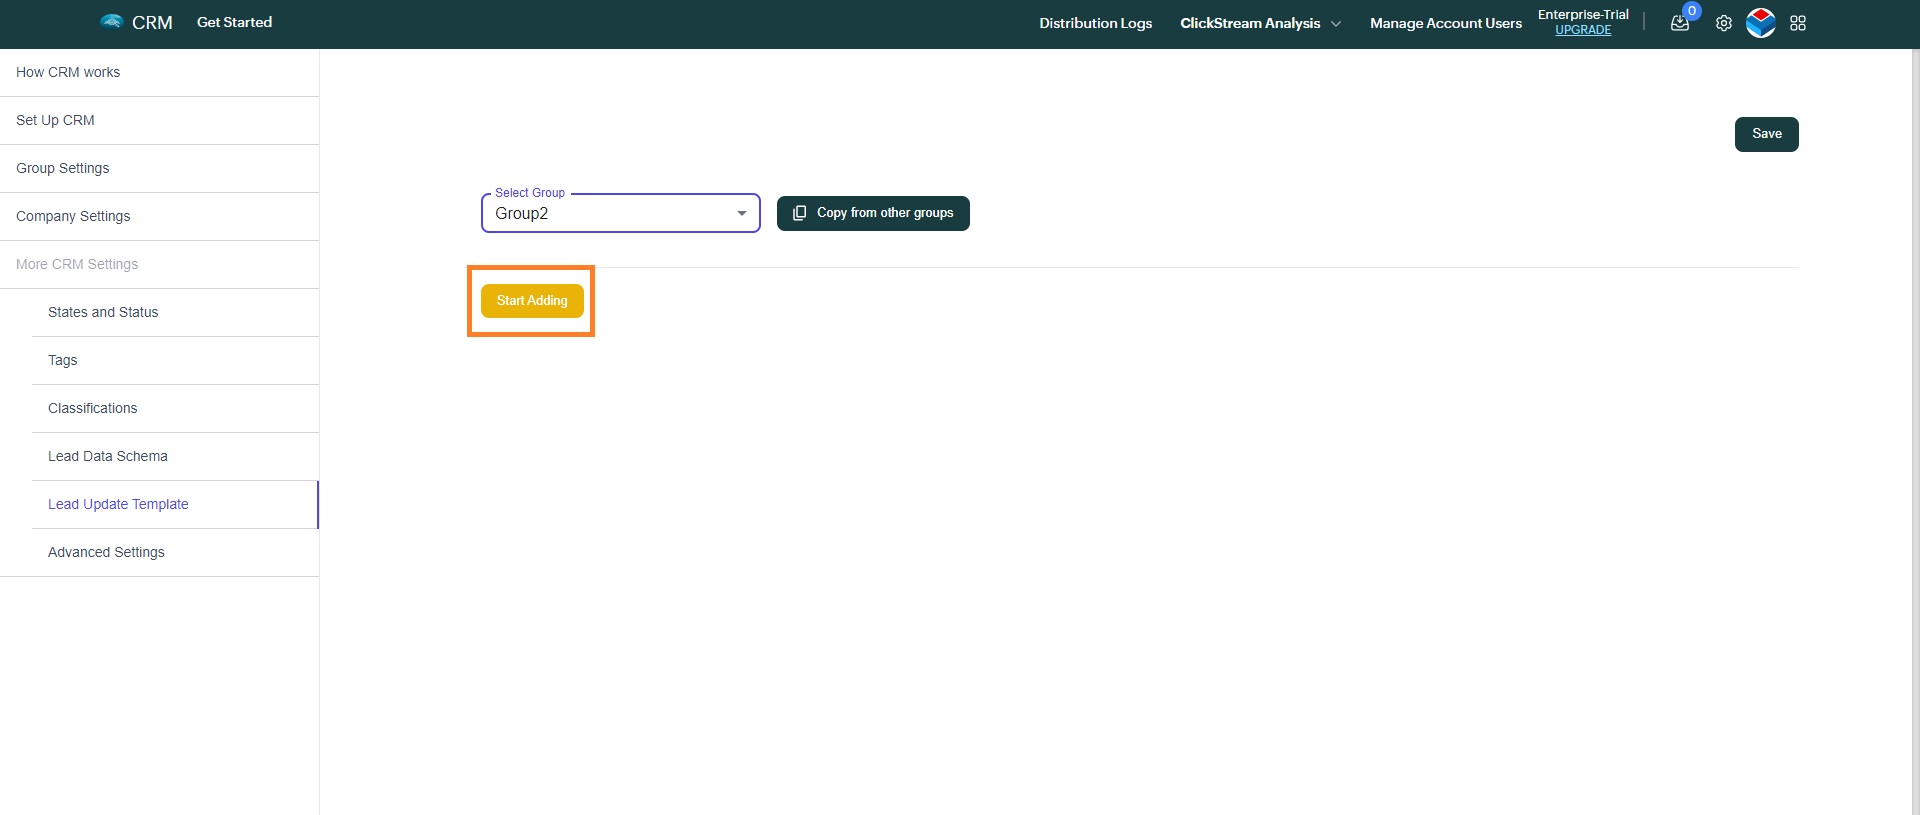 CRM
Get Started
Distribution Logs
ClickStream Analysis
Manage Account Users
Enterprise-Trial
UPGRADE
0
How CRM works
Set Up CRM
Group Settings
Company Settings
More CRM Settings
States and Status
Tags
Classifications
Lead Data Schema
Lead Update Template
Advanced Settings
Save
Select Group
Group2
Copy from other groups
Start Adding